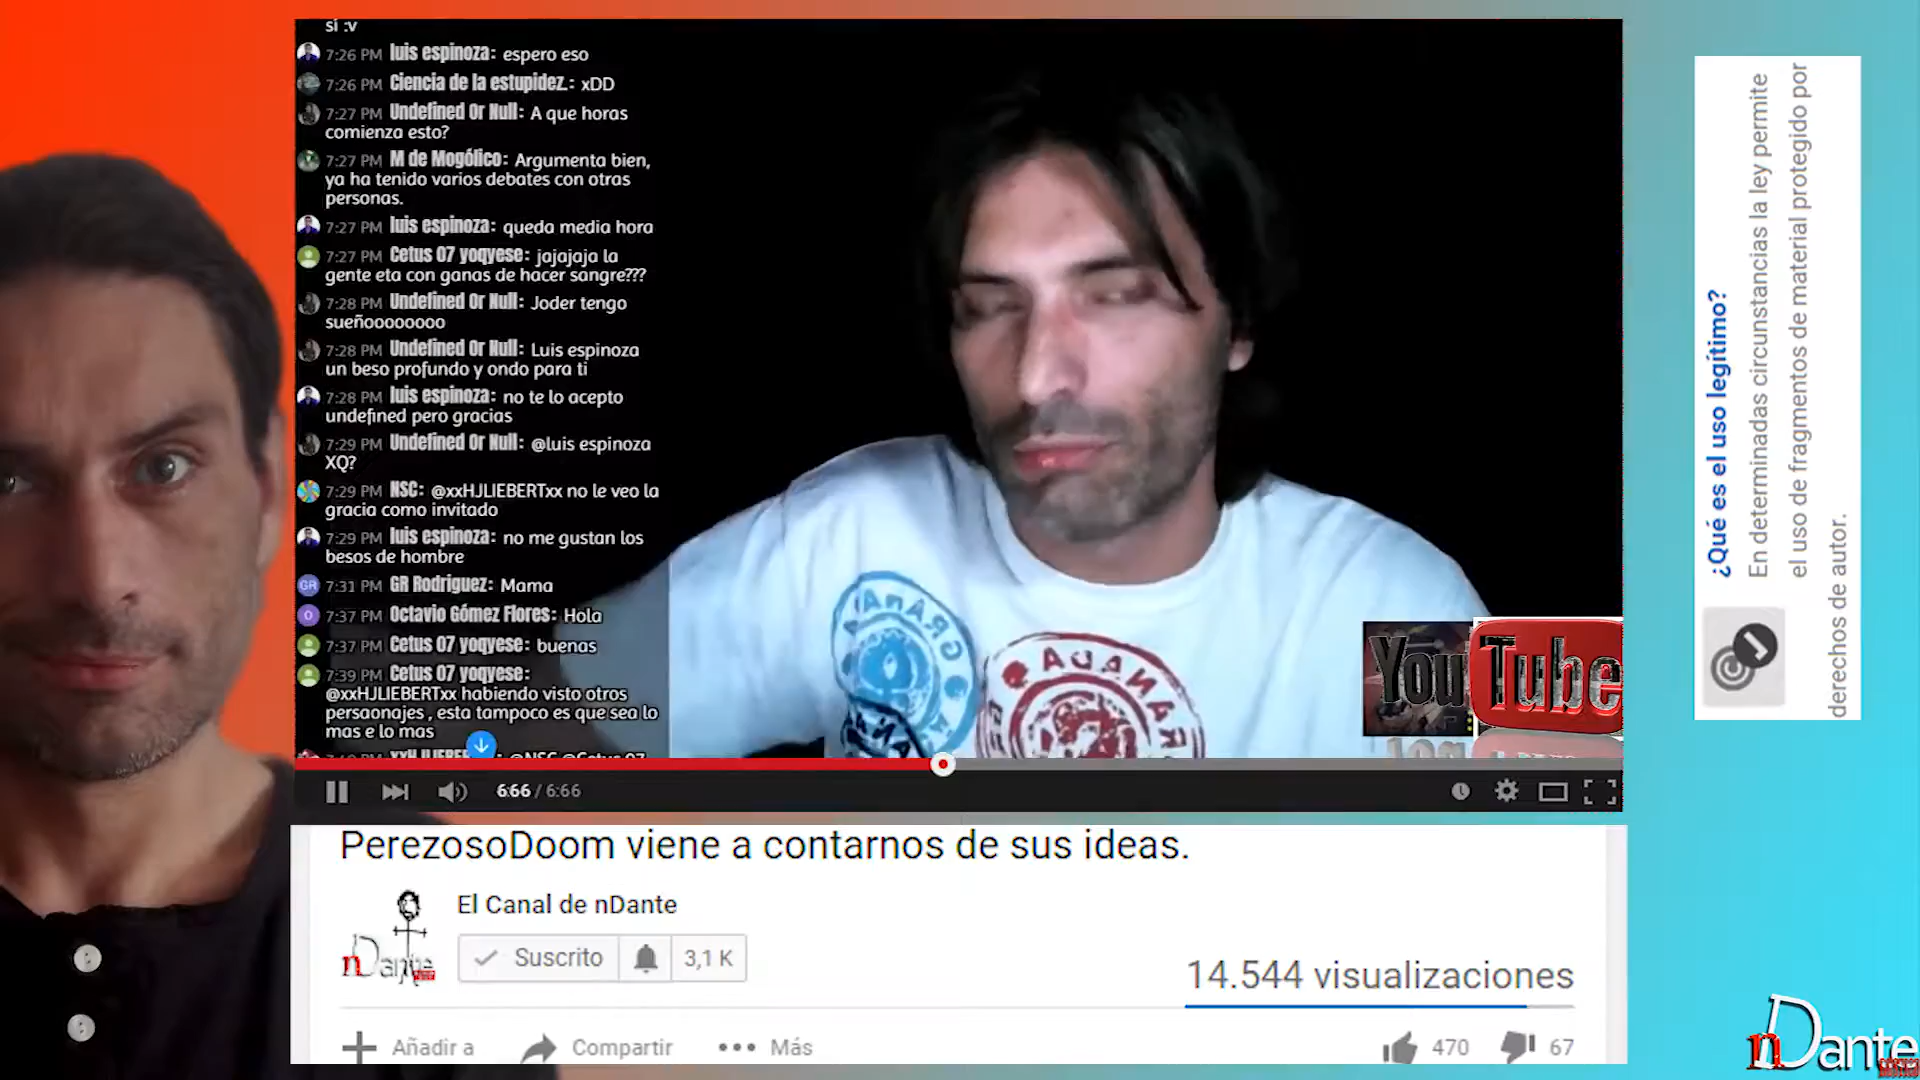 sí :v
7:26 PM luis espinoza: espero eso
7:26 PM Ciencia de la estupidez.: xDD
7:27 PM Undefined Or Null: A que horas
comienza esto?
7:27 PM M de Mogólico: Argumenta bien,
ya ha tenido varios debates con otras
personas.
7:27 PM luis espinoza: queda media hora
7:27 PM Cetus 07 yoqyese: jajajaja la
gente eta con ganas de hacer sangre???
7:28 PM Undefined Or Null: Joder tengo
sueñoooooooo
7:28 PM Undefined Or Null: Luis espinoza
un beso profundo y ondo para ti
7:28 PM luis espinoza: no te lo acepto
undefined pero gracias
7:29 PM Undefined Or Null: @luis espinoza
XQ?
7:29 PM NSC: @xxHJLIEBERTxx no le veo la
gracia como invitado
7:29 PM luis espinoza: no me gustan los
besos de hombre
GR 7:31 PM GR Rodriguez: Mama
O 7:37 PM Octavio Gómez Flores: Hola
7:37 PM Cetus 07 yoqyese: buenas
7:39 PM Cetus 07 yoqyese:
@xxHJLIEBERTxx habiendo visto otros
persaonajes , esta tampoco es que sea lo
mas e lo mas
GRANADA
YouTube
6:66 / 6:66
PerezosoDoom viene a contarnos de sus ideas.
El Canal de nDante
nDante
Suscrito 3,1 K
14.544 visualizaciones
Añadir a Compartir Más 470 67
¿Qué es el uso legítimo?
En determinadas circunstancias la ley permite
el uso de fragmentos de material protegido por
derechos de autor.
nDante